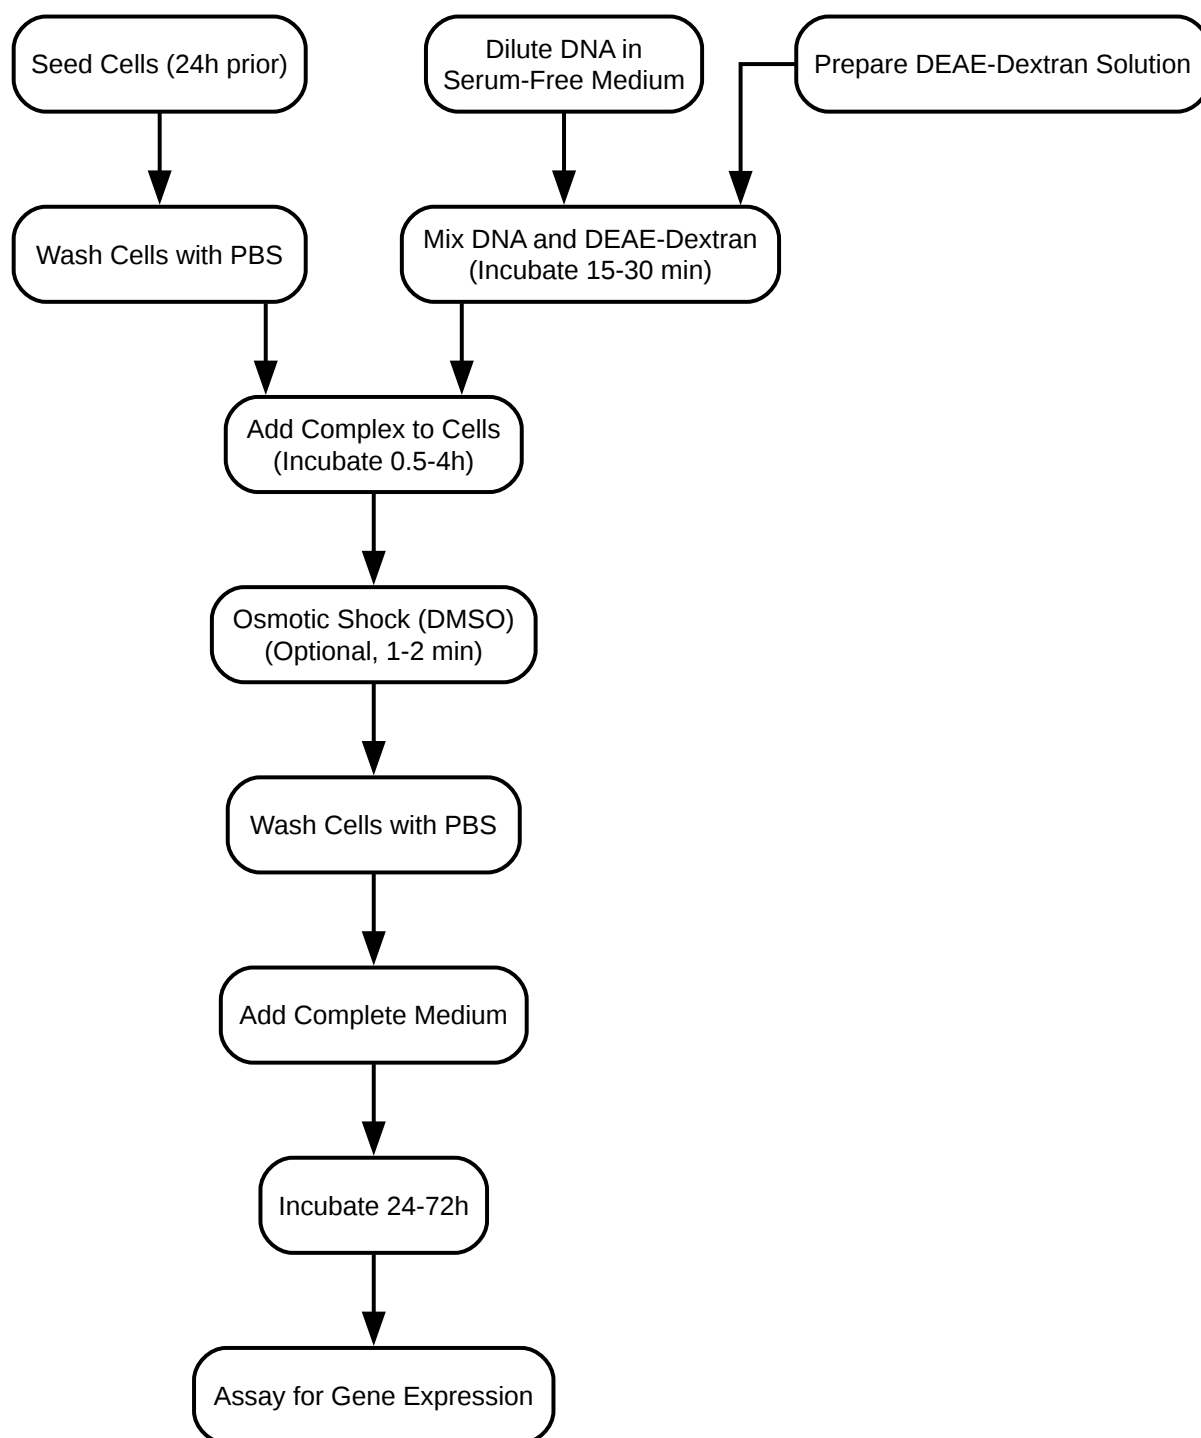 Seed Cells (24h prior)
Dilute DNA in
Serum-Free Medium
Prepare DEAE-Dextran Solution
Wash Cells with PBS
Mix DNA and DEAE-Dextran
(Incubate 15-30 min)
Add Complex to Cells
(Incubate 0.5-4h)
Osmotic Shock (DMSO)
(Optional, 1-2 min)
Wash Cells with PBS
Add Complete Medium
Incubate 24-72h
Assay for Gene Expression